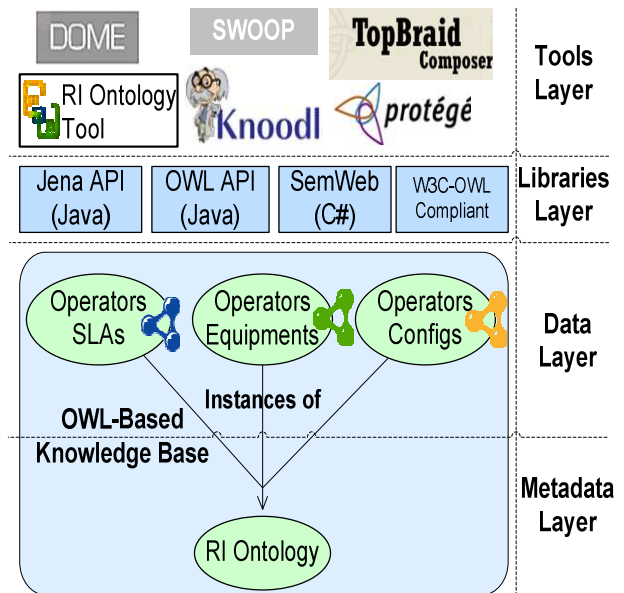 DOME
SWOOP
TopBraid
Composer
Tools
Layer
RI Ontology
Tool
Knoodl
protégé
Jena API
(Java)
OWL API
(Java)
SemWeb
(C#)
W3C-OWL
Compliant
Libraries
Layer
Operators
SLAs
Operators
Equipments
Operators
Configs
Data
Layer
Instances of
OWL-Based
Knowledge Base
Metadata
Layer
RI Ontology